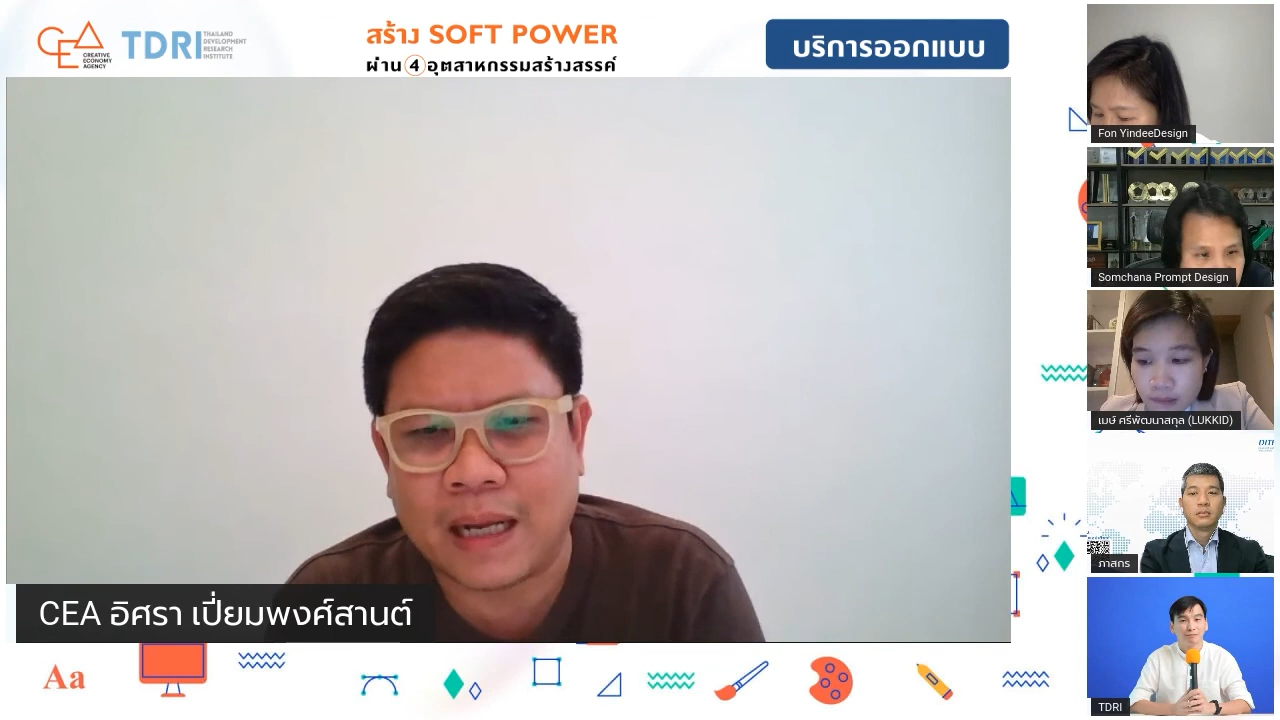 CEA
CREATIVE
ECONOMY
AGENCY
TDRI
THAILAND
DEVELOPMENT
RESEARCH
INSTITUTE
สร้าง SOFT POWER
ผ่าน 4 อุตสาหกรรมสร้างสรรค์
บริการออกแบบ
Fon YindeeDesign
Somchana Prompt Design
เมษ์ ศรีพัฒนาสกุล (LUKKID)
ภาสกร
TDRI
CEA อิศรา เปี่ยมพงศ์สานต์
Aa